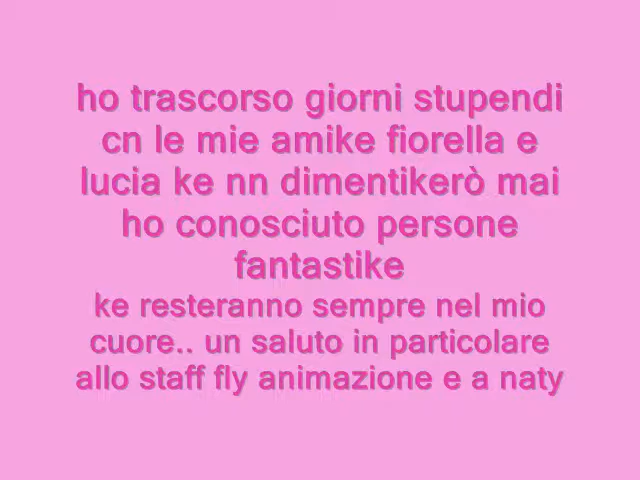 ho trascorso giorni stupendi
cn le mie amike fiorella e
lucia ke nn dimentikerò mai
ho conosciuto persone
fantastike
ke resteranno sempre nel mio
cuore.. un saluto in particolare
allo staff fly animazione e a naty